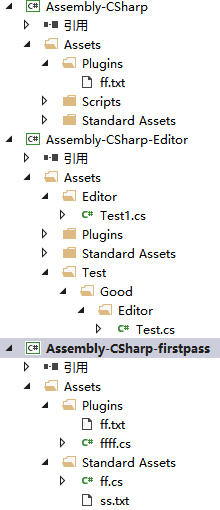 Assembly-CSharp
引用
Assets
Plugins
ff.txt
Scripts
Standard Assets
Assembly-CSharp-Editor
引用
Assets
Editor
Test1.cs
Plugins
Standard Assets
Test
Good
Editor
Test.cs
Assembly-CSharp-firstpass
引用
Assets
Plugins
ff.txt
ffff.cs
Standard Assets
ff.cs
ss.txt